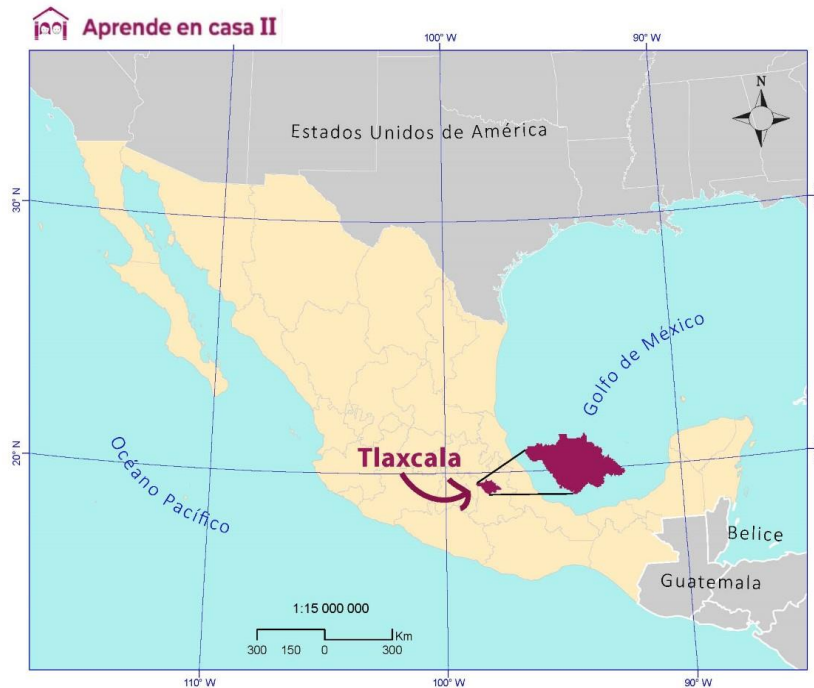 Aprende en casa II
100° W
90° W
N
Estados Unidos de América
30° N
Golfo de México
20° N
Tlaxcala
Océano Pacífico
Belice
Guatemala
1:15 000 000
Km
300 150 0 300
110° W
100° W
90° W